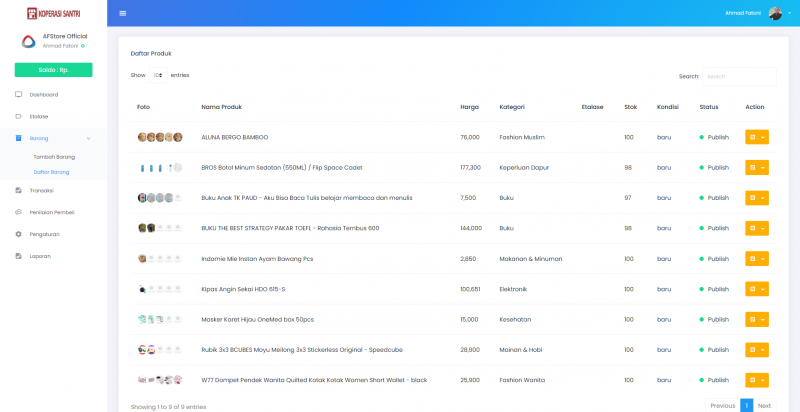 KOPERASI SANTRI
Ahmad Fatoni
AFStore Official
Ahmad Fatoni
Saldo : Rp.
Dashboard
Etalase
Barang
Tambah Barang
Daftar Barang
Transaksi
Penilaian Pembeli
Pengaturan
Laporan
Daftar Produk
Show 10 entries
Search: Search
Foto Nama Produk Harga Kategori Etalase Stok Kondisi Status Action
ALUNA BERGO BAMBOO 76,000 Fashion Muslim 100 baru Publish
BROS Botol Minum Sedotan (550ML) / Flip Space Cadet 177,300 Keperluan Dapur 98 baru Publish
Buku Anak TK PAUD - Aku Bisa Baca Tulis belajar membaca dan menulis 7,500 Buku 97 baru Publish
BUKU THE BEST STRATEGY PAKAR TOEFL - Rahasia Tembus 600 144,000 Buku 98 baru Publish
Indomie Mie Instan Ayam Bawang Pcs 2,850 Makanan & Minuman 100 baru Publish
Kipas Angin Sekai HDO 615-S 100,651 Elektronik 100 baru Publish
Masker Karet Hijau OneMed box 50pcs 15,000 Kesehatan 100 baru Publish
Rubik 3x3 BCUBES Moyu Meilong 3x3 Stickerless Original - Speedcube 28,900 Mainan & Hobi 100 baru Publish
W77 Dompet Pendek Wanita Quilted Kotak Kotak Women Short Wallet - black 25,900 Fashion Wanita 100 baru Publish
Showing 1 to 9 of 9 entries
Previous 1 Next